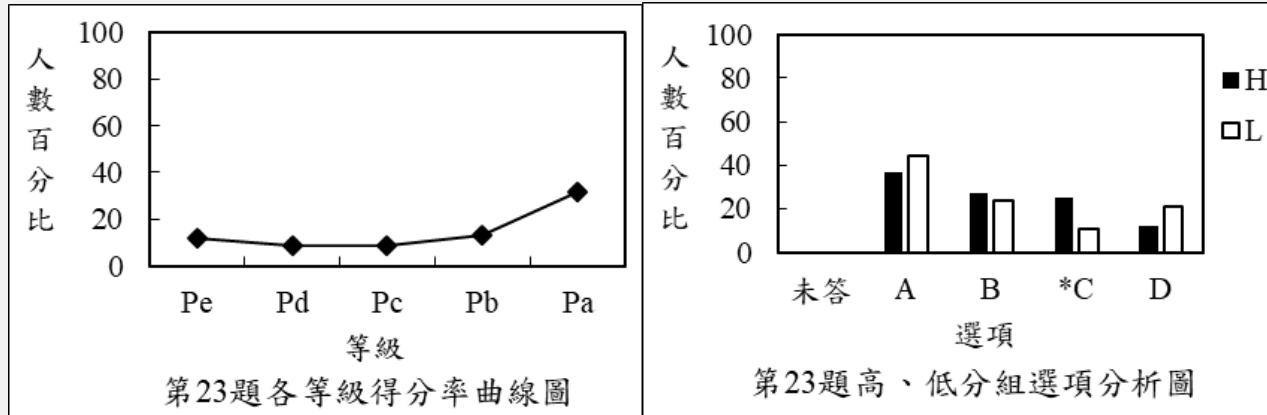 人數百分比
100
80
60
40
20
0
Pe Pd Pc Pb Pa
等級
第23題各等級得分率曲線圖
人數百分比
100
80
60
40
20
0
未答 A B *C D
選項
H
L
第23題高、低分組選項分析圖